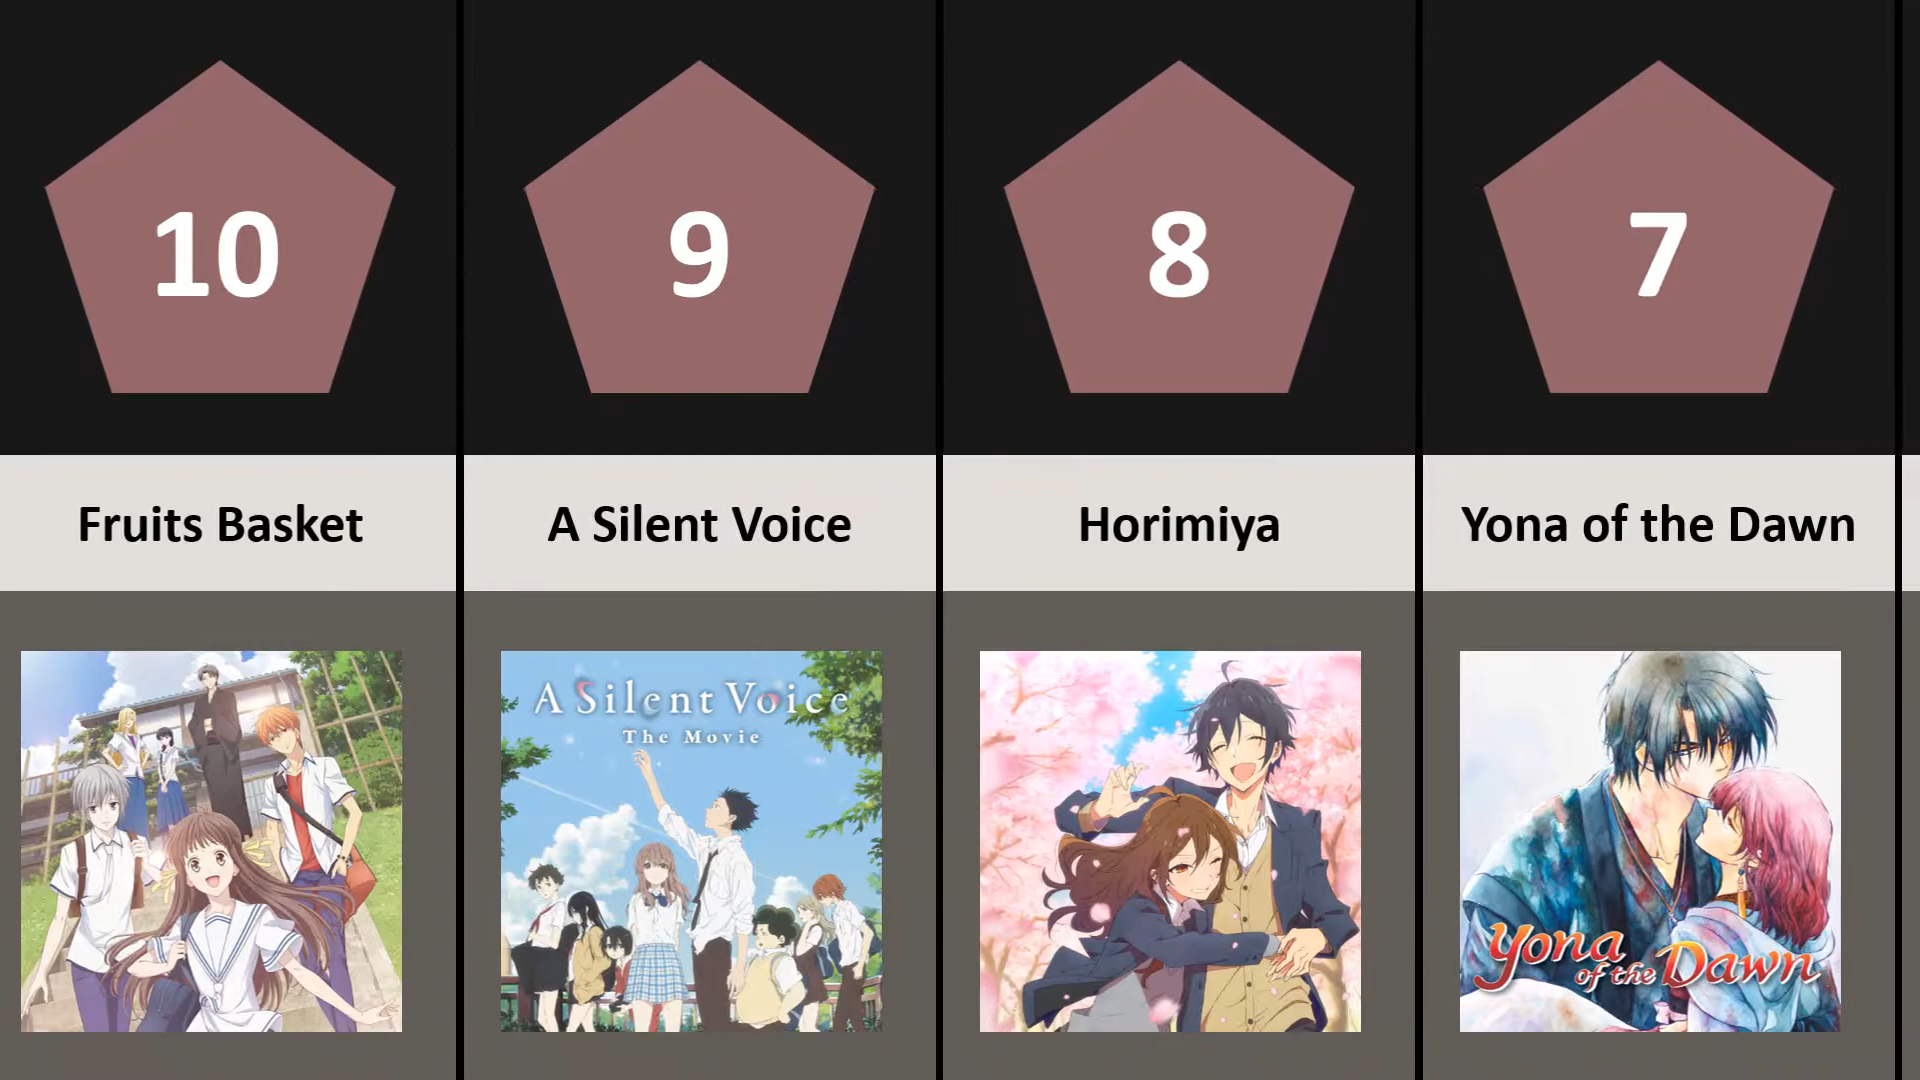 10
9
8
7
Fruits Basket
A Silent Voice
Horimiya
Yona of the Dawn
A Silent Voice
The Movie
Yona
of the Dawn